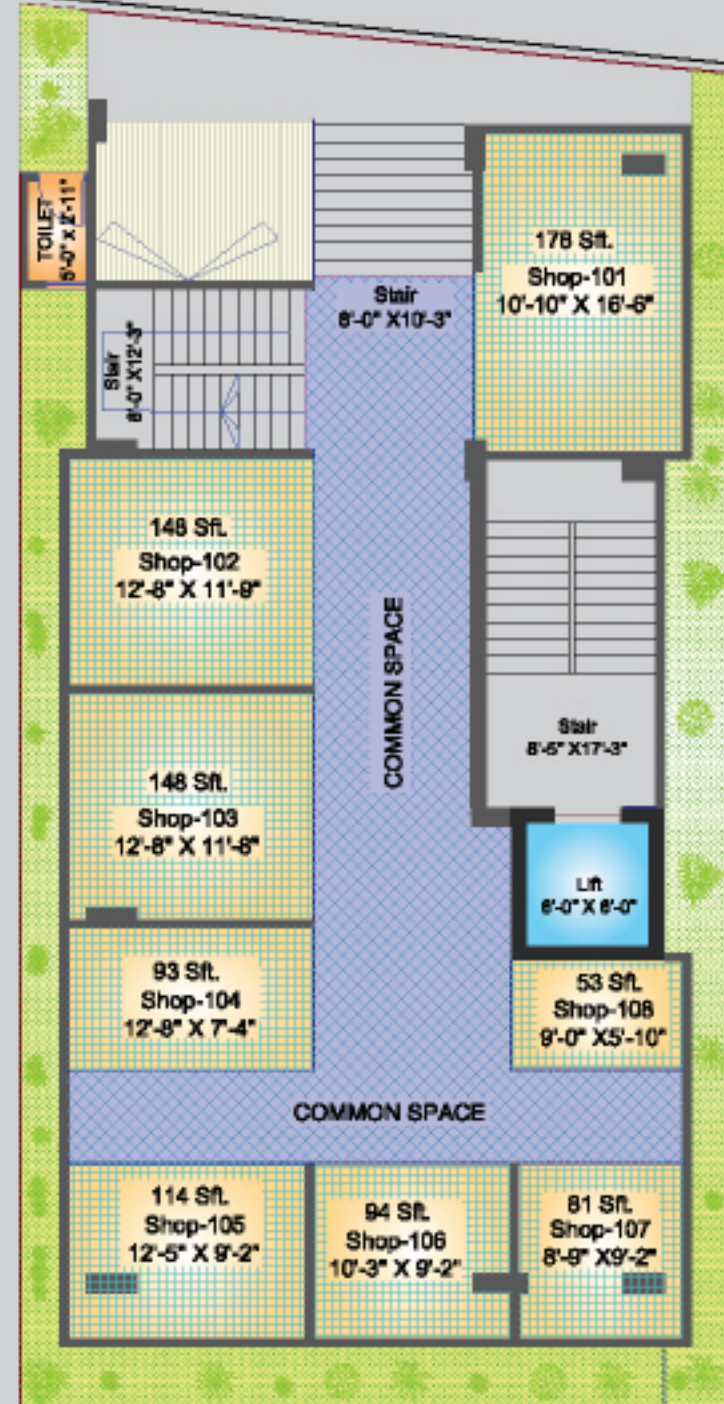 TOILET
5'-0" x 2'-11"
178 Sft.
Shop-101
10'-10" X 16'-6"
Stair
8'-0" X10'-3"
Stair
8'-0" X12'-3"
148 Sft.
Shop-102
12'-8" X 11'-9"
COMMON SPACE
Stair
8'-5" X17'-3"
148 Sft.
Shop-103
12'-8" X 11'-8"
Lift
6'-0" X 6'-0"
93 Sft.
Shop-104
12'-8" X 7'-4"
53 Sft.
Shop-108
9'-0" X5'-10"
COMMON SPACE
114 Sft.
Shop-105
12'-5" X 9'-2"
94 Sft.
Shop-106
10'-3" X 9'-2"
81 Sft.
Shop-107
8'-9" X9'-2"